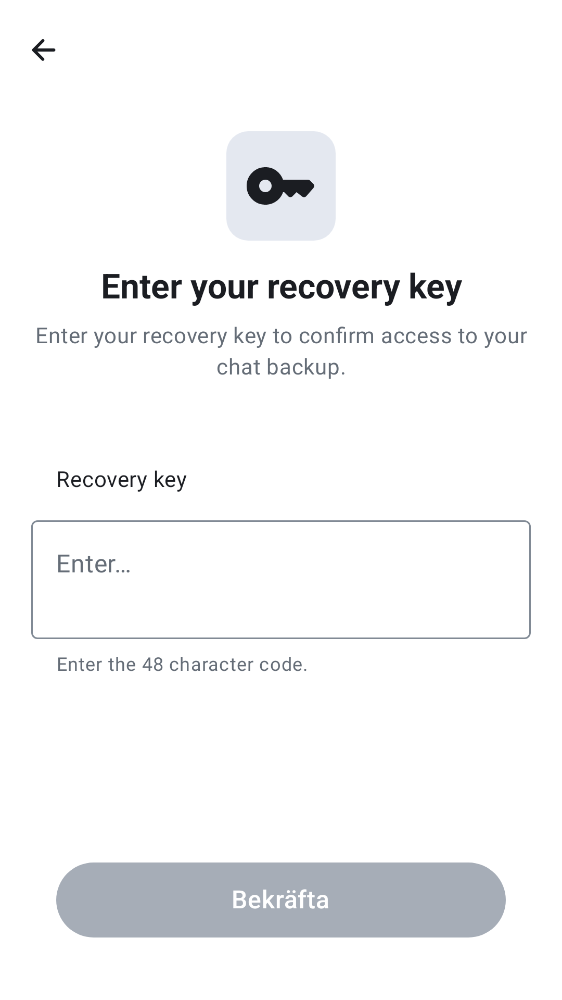 Enter your recovery key
Enter your recovery key to confirm access to your
chat backup.
Recovery key
Enter…
Enter the 48 character code.
Bekräfta